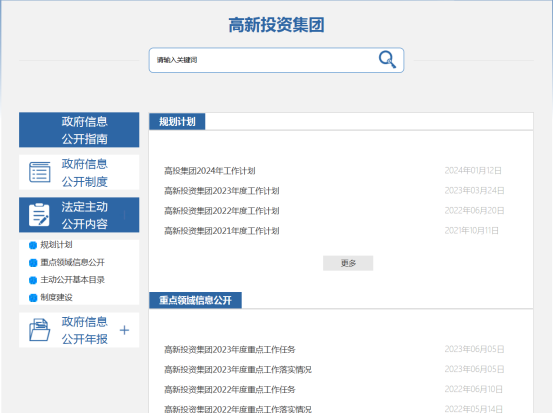 高新投资集团
请输入关键词
政府信息
公开指南
政府信息
公开制度
法定主动
公开内容
规划计划
重点领域信息公开
主动公开基本目录
制度建设
政府信息
公开年报
规划计划
高投集团2024年工作计划 2024年01月12日
高新投资集团2023年度工作计划 2023年03月24日
高新投资集团2022年度工作计划 2022年06月20日
高新投资集团2021年度工作计划 2021年10月11日
更多
重点领域信息公开
高新投资集团2023年度重点工作任务 2023年06月05日
高新投资集团2023年度重点工作落实情况 2023年06月05日
高新投资集团2022年度重点工作任务 2022年06月10日
高新投资集团2022年度重点工作落实情况 2022年05月14日